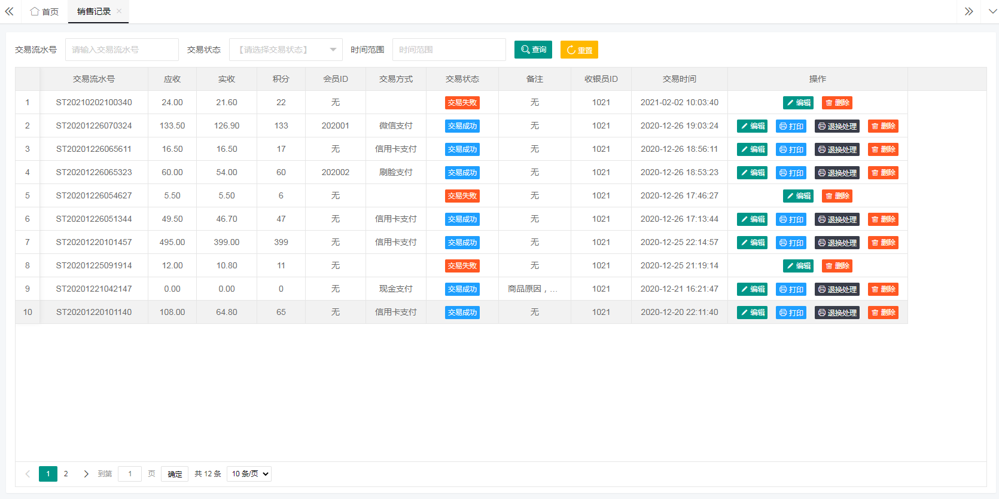 首页 销售记录
交易流水号 请输入交易流水号 交易状态 【请选择交易状态】 时间范围 时间范围 查询 重置
交易流水号 应收 实收 积分 会员ID 交易方式 交易状态 备注 收银员ID 交易时间 操作
1 ST20210202100340 24.00 21.60 22 无 交易失败 无 1021 2021-02-02 10:03:40 编辑 删除
2 ST20201226070324 133.50 126.90 133 202001 微信支付 交易成功 无 1021 2020-12-26 19:03:24 编辑 打印 退换处理 删除
3 ST20201226065611 16.50 16.50 17 无 信用卡支付 交易成功 无 1021 2020-12-26 18:56:11 编辑 打印 退换处理 删除
4 ST20201226065323 60.00 54.00 60 202002 刷脸支付 交易成功 无 1021 2020-12-26 18:53:23 编辑 打印 退换处理 删除
5 ST20201226054627 5.50 5.50 6 无 交易失败 无 1021 2020-12-26 17:46:27 编辑 删除
6 ST20201226051344 49.50 46.70 47 无 信用卡支付 交易成功 无 1021 2020-12-26 17:13:44 编辑 打印 退换处理 删除
7 ST20201220101457 495.00 399.00 399 无 信用卡支付 交易成功 无 1021 2020-12-25 22:14:57 编辑 打印 退换处理 删除
8 ST20201225091914 12.00 10.80 11 无 交易失败 无 1021 2020-12-25 21:19:14 编辑 删除
9 ST20201221042147 0.00 0.00 0 无 现金支付 交易成功 商品原因，... 1021 2020-12-21 16:21:47 编辑 打印 退换处理 删除
10 ST20201220101140 108.00 64.80 65 无 信用卡支付 交易成功 无 1021 2020-12-20 22:11:40 编辑 打印 退换处理 删除
1 2 到第 1 页 确定 共 12 条 10 条/页